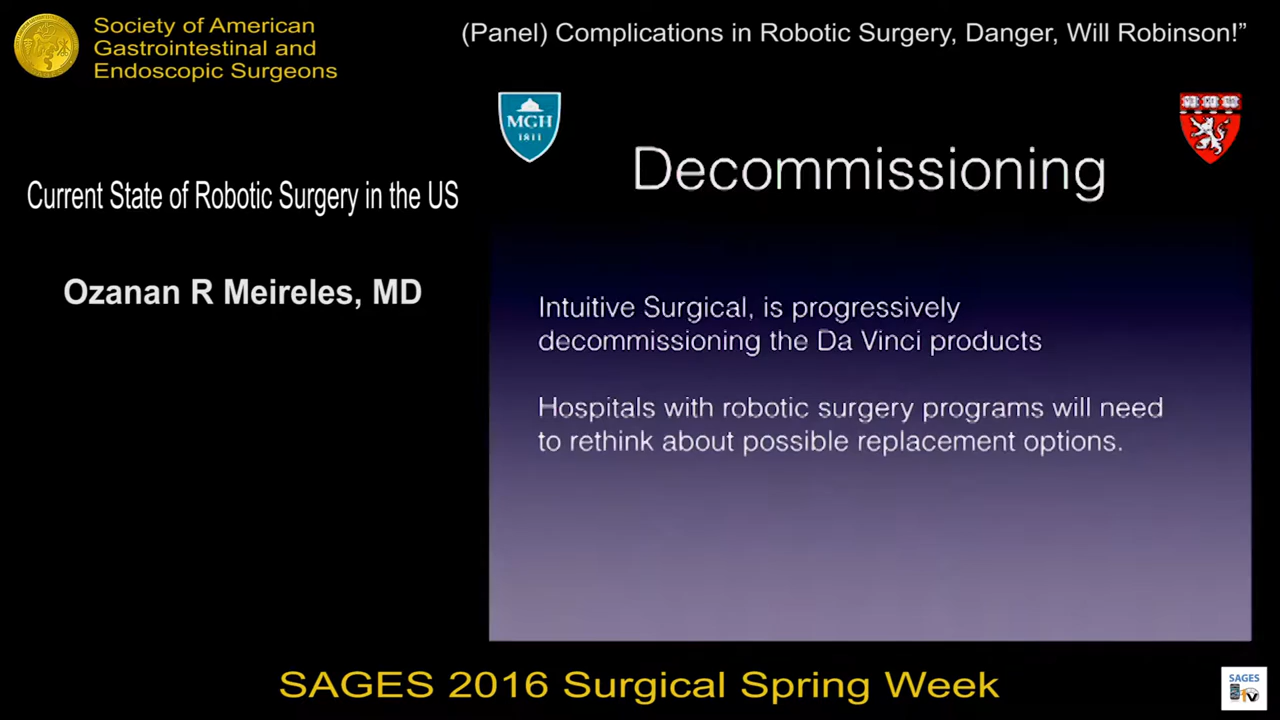 Society of American
Gastrointestinal and
Endoscopic Surgeons
(Panel) Complications in Robotic Surgery, Danger, Will Robinson!”
Current State of Robotic Surgery in the US
Ozanan R Meireles, MD
MGH
1811
Decommissioning
Intuitive Surgical, is progressively
decommissioning the Da Vinci products
Hospitals with robotic surgery programs will need
to rethink about possible replacement options.
SAGES 2016 Surgical Spring Week
SAGES
TV